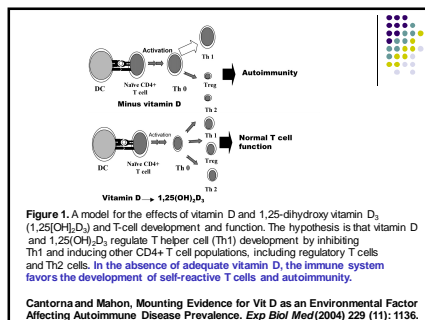 Activation
Th 1
DC
Naïve CD4+
T cell
Th 0
Treg
Autoimmunity
Minus vitamin D
Th 2
Activation
Th 1
DC
Naïve CD4+
T cell
Th 0
Treg
Normal T cell
function
Th 2
Vitamin D → 1,25(OH)₂D₃
Figure 1. A model for the effects of vitamin D and 1,25-dihydroxy vitamin D₃
(1,25[OH]₂D₃) and T-cell development and function. The hypothesis is that vitamin D
and 1,25(OH)₂D₃ regulate T helper cell (Th1) development by inhibiting
Th1 and inducing other CD4+ T cell populations, including regulatory T cells
and Th2 cells. In the absence of adequate vitamin D, the immune system
favors the development of self-reactive T cells and autoimmunity.
Cantorna and Mahon, Mounting Evidence for Vit D as an Environmental Factor
Affecting Autoimmune Disease Prevalence. Exp Biol Med (2004) 229 (11): 1136.